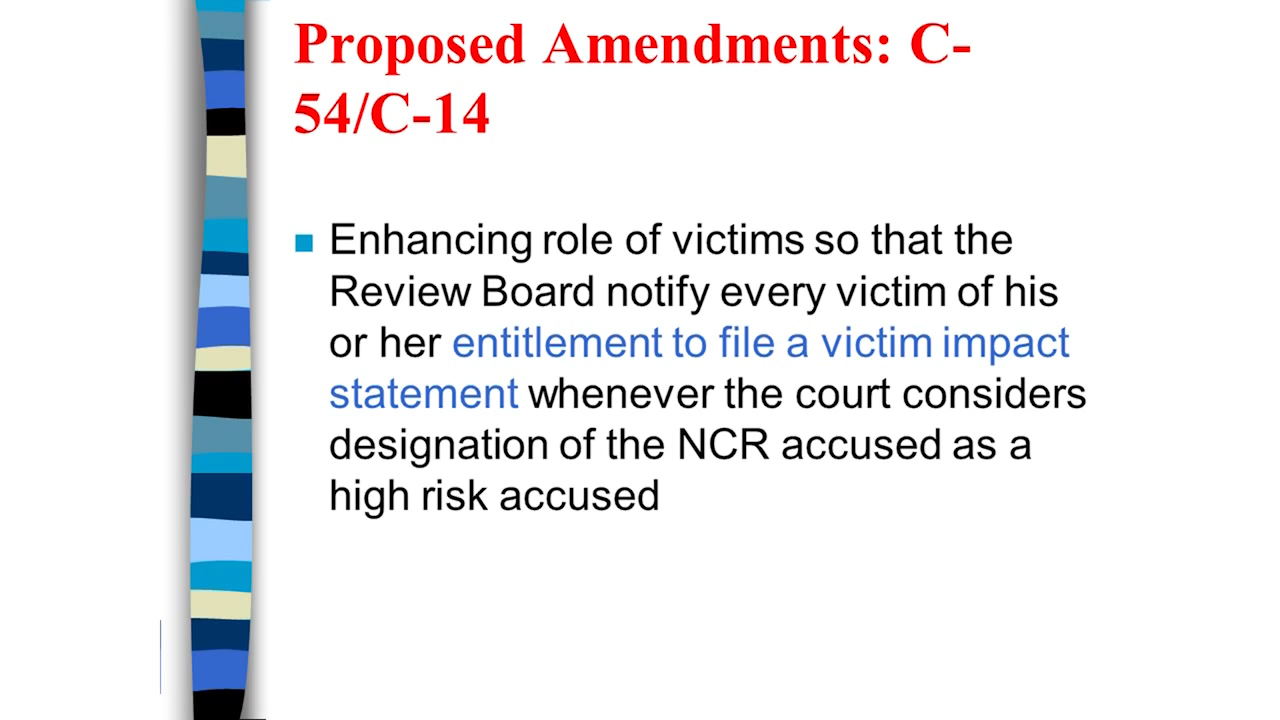 Proposed Amendments: C-
54/C-14
Enhancing role of victims so that the
Review Board notify every victim of his
or her entitlement to file a victim impact
statement whenever the court considers
designation of the NCR accused as a
high risk accused